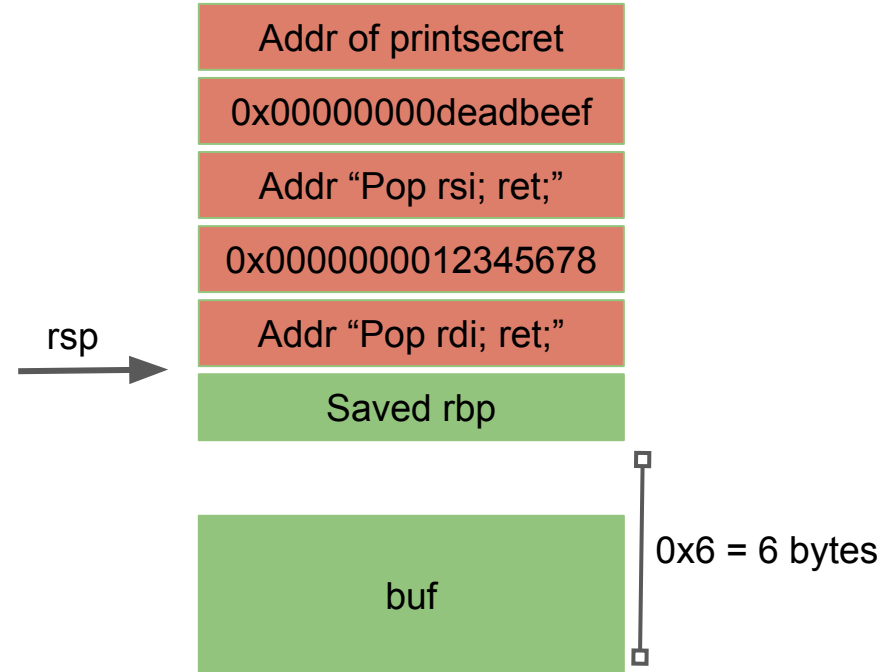 Addr of printsecret
0x00000000deadbeef
Addr “Pop rsi; ret;”
0x0000000012345678
Addr “Pop rdi; ret;”
rsp
Saved rbp
0x6 = 6 bytes
buf